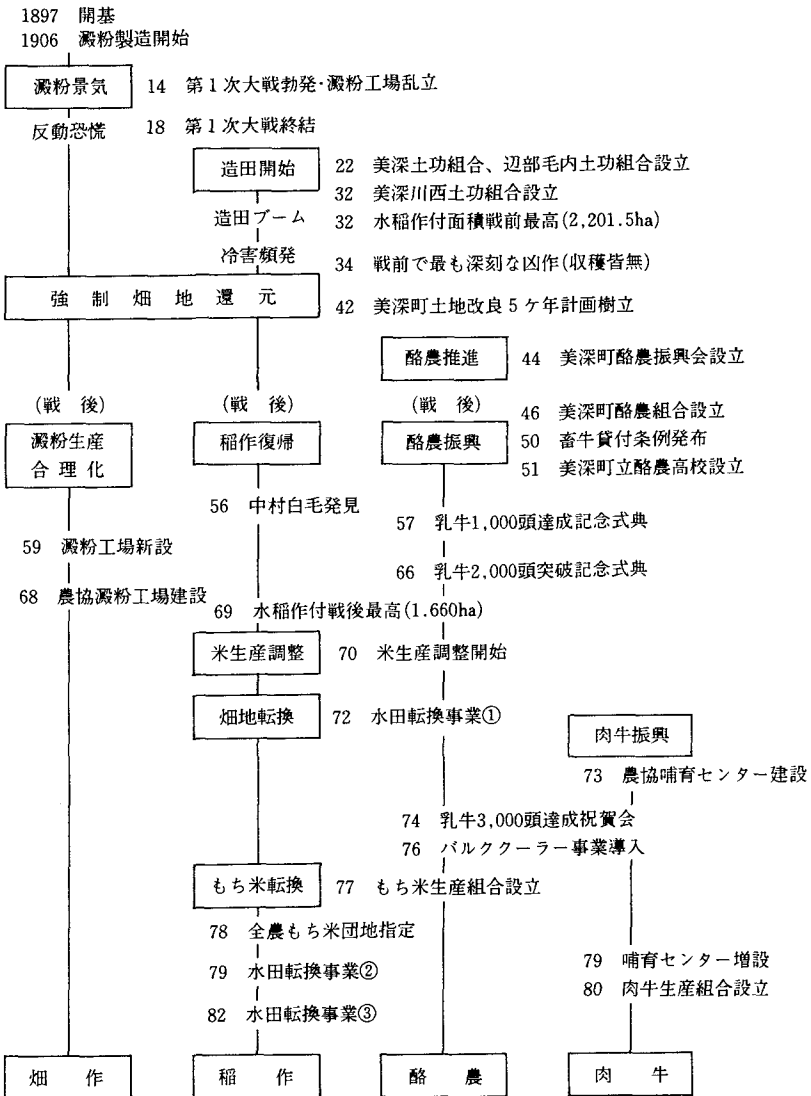 1897 開基
1906 澱粉製造開始
澱粉景気
14 第1次大戦勃発・澱粉工場乱立
反動恐慌
18 第1次大戦終結
造田開始
22 美深土功組合、辺部毛内土功組合設立
32 美深川西土功組合設立
造田ブーム
32 水稲作付面積戦前最高(2,201.5ha)
冷害頻発
34 戦前で最も深刻な凶作(収穫皆無)
強制畑地還元
42 美深町土地改良5ケ年計画樹立
酪農推進
44 美深町酪農振興会設立
(戦後)
(戦後)
(戦後)
46 美深町酪農組合設立
澱粉生産
合理化
稲作復帰
酪農振興
50 畜牛貸付条例発布
51 美深町立酪農高校設立
56 中村白毛発見
57 乳牛1,000頭達成記念式典
59 澱粉工場新設
66 乳牛2,000頭突破記念式典
68 農協澱粉工場建設
69 水稲作付戦後最高(1.660ha)
米生産調整
70 米生産調整開始
畑地転換
72 水田転換事業①
肉牛振興
73 農協哺育センター建設
74 乳牛3,000頭達成祝賀会
76 バルククーラー事業導入
もち米転換
77 もち米生産組合設立
78 全農もち米団地指定
79 水田転換事業②
79 哺育センター増設
80 肉牛生産組合設立
82 水田転換事業③
畑作
稲作
酪農
肉牛